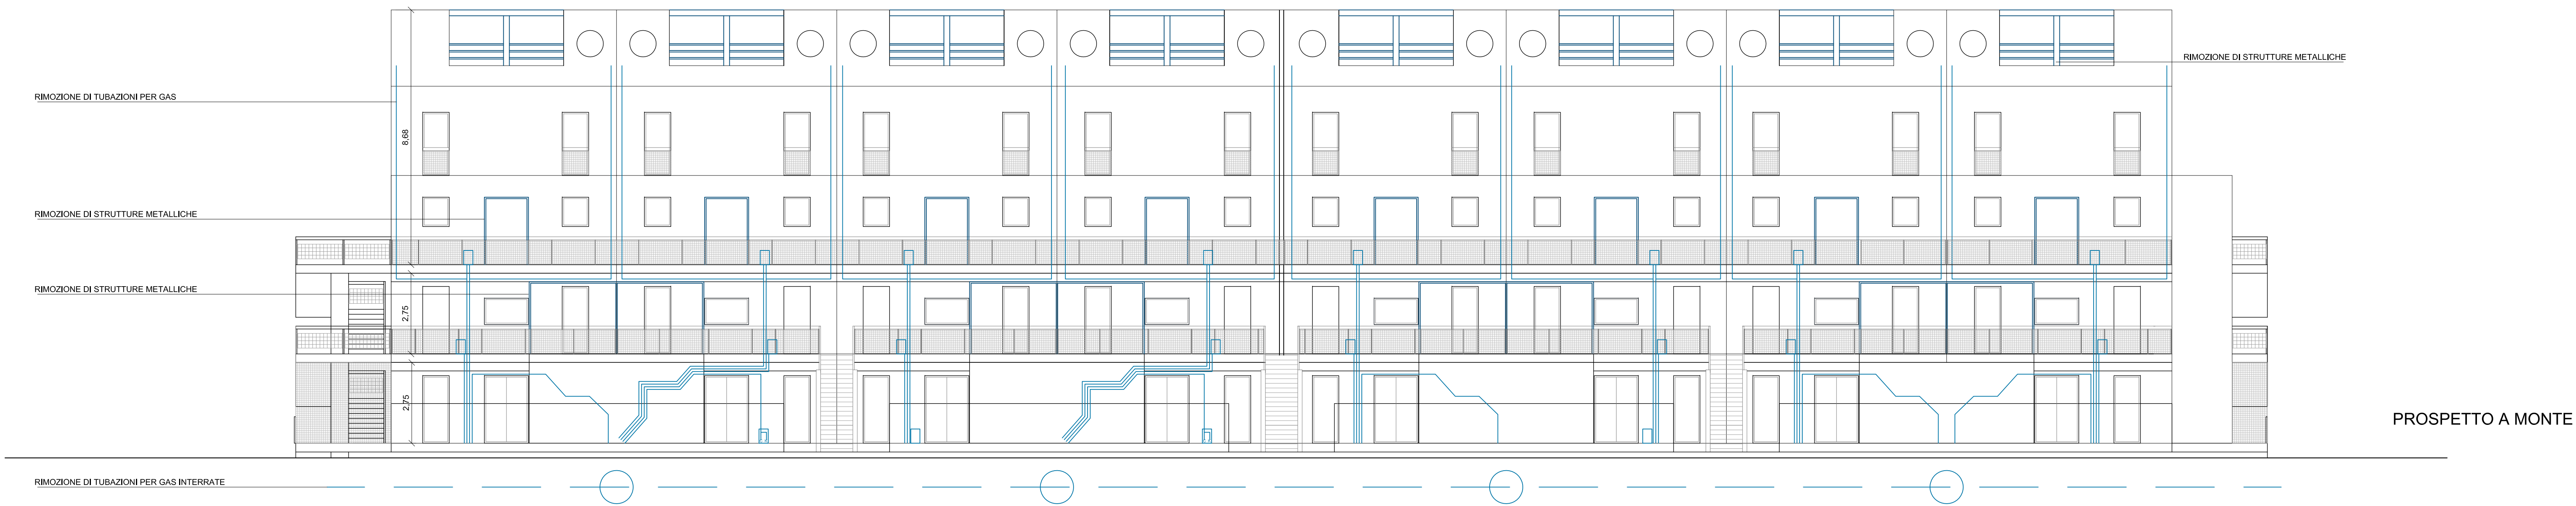 RIMOZIONE DI STRUTTURE METALLICHE
RIMOZIONE DI TUBAZIONI PER GAS
8,68
RIMOZIONE DI STRUTTURE METALLICHE
RIMOZIONE DI STRUTTURE METALLICHE
2,75
2,75
PROSPETTO A MONTE
RIMOZIONE DI TUBAZIONI PER GAS INTERRATE